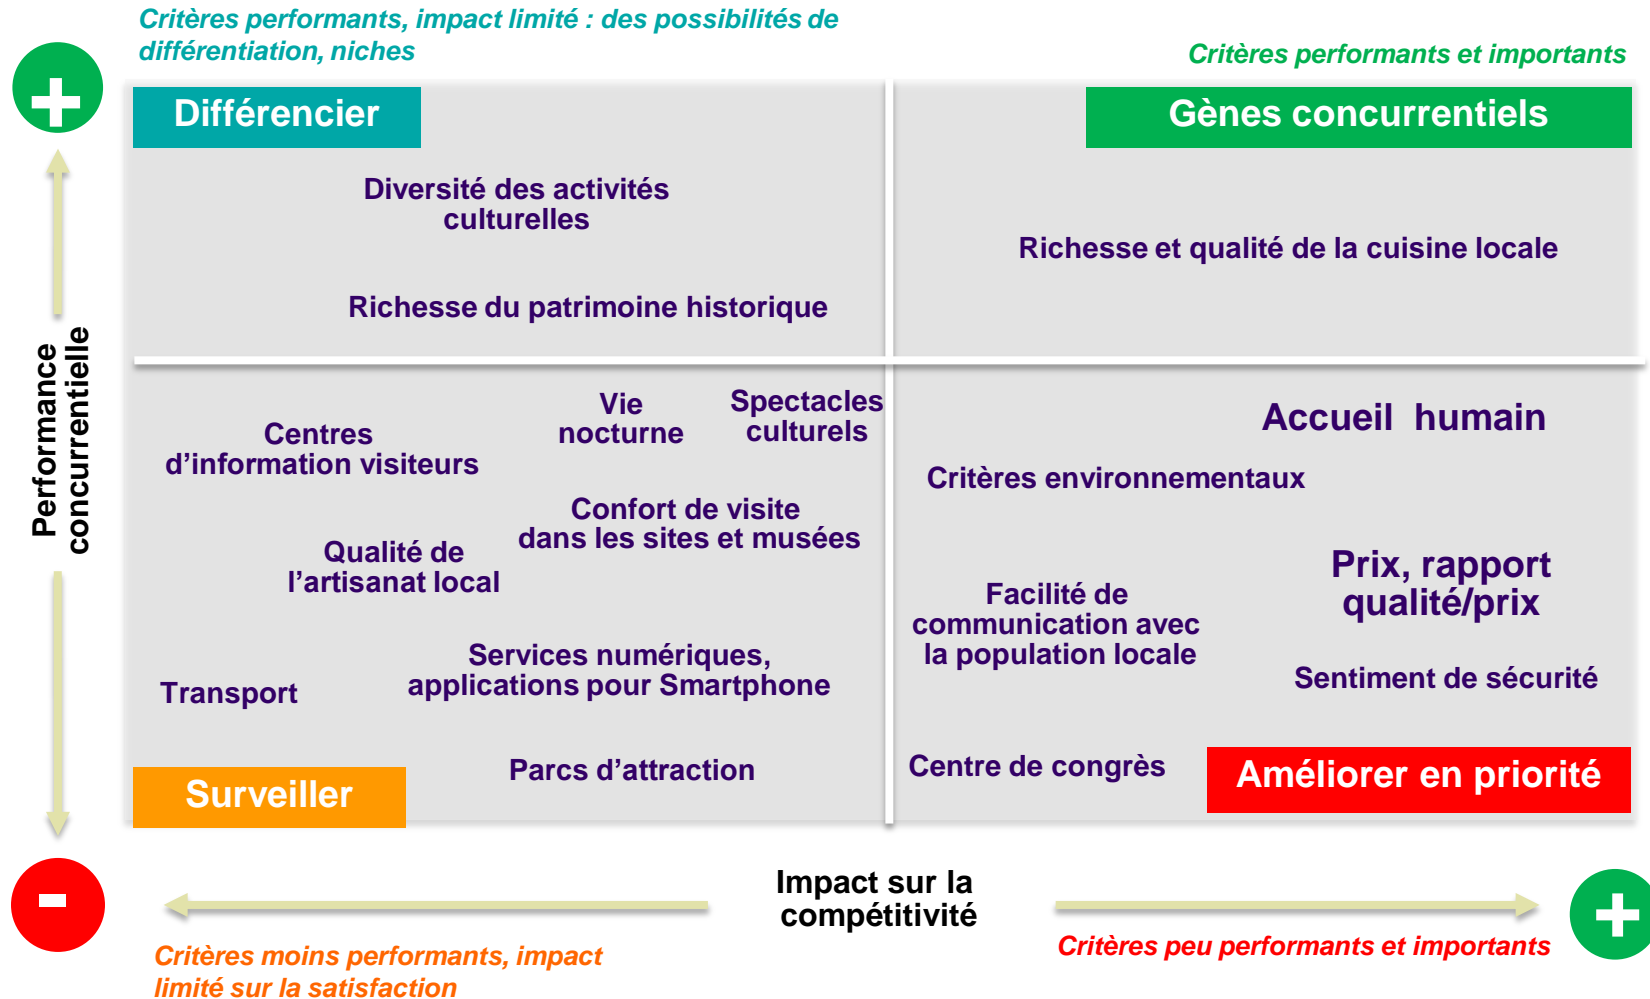 Critères performants, impact limité : des possibilités de
différentiation, niches
Critères performants et importants
+
Différencier
Gènes concurrentiels
Diversité des activités
culturelles
Richesse et qualité de la cuisine locale
Richesse du patrimoine historique
Performance
concurrentielle
Vie
nocturne
Spectacles
culturels
Accueil humain
Centres
d’information visiteurs
Critères environnementaux
Confort de visite
dans les sites et musées
Qualité de
l’artisanat local
Prix, rapport
qualité/prix
Facilité de
communication avec
la population locale
Services numériques,
applications pour Smartphone
Sentiment de sécurité
Transport
Parcs d’attraction
Centre de congrès
Surveiller
Améliorer en priorité
-
Impact sur la
compétitivité
+
Critères moins performants, impact
limité sur la satisfaction
Critères peu performants et importants